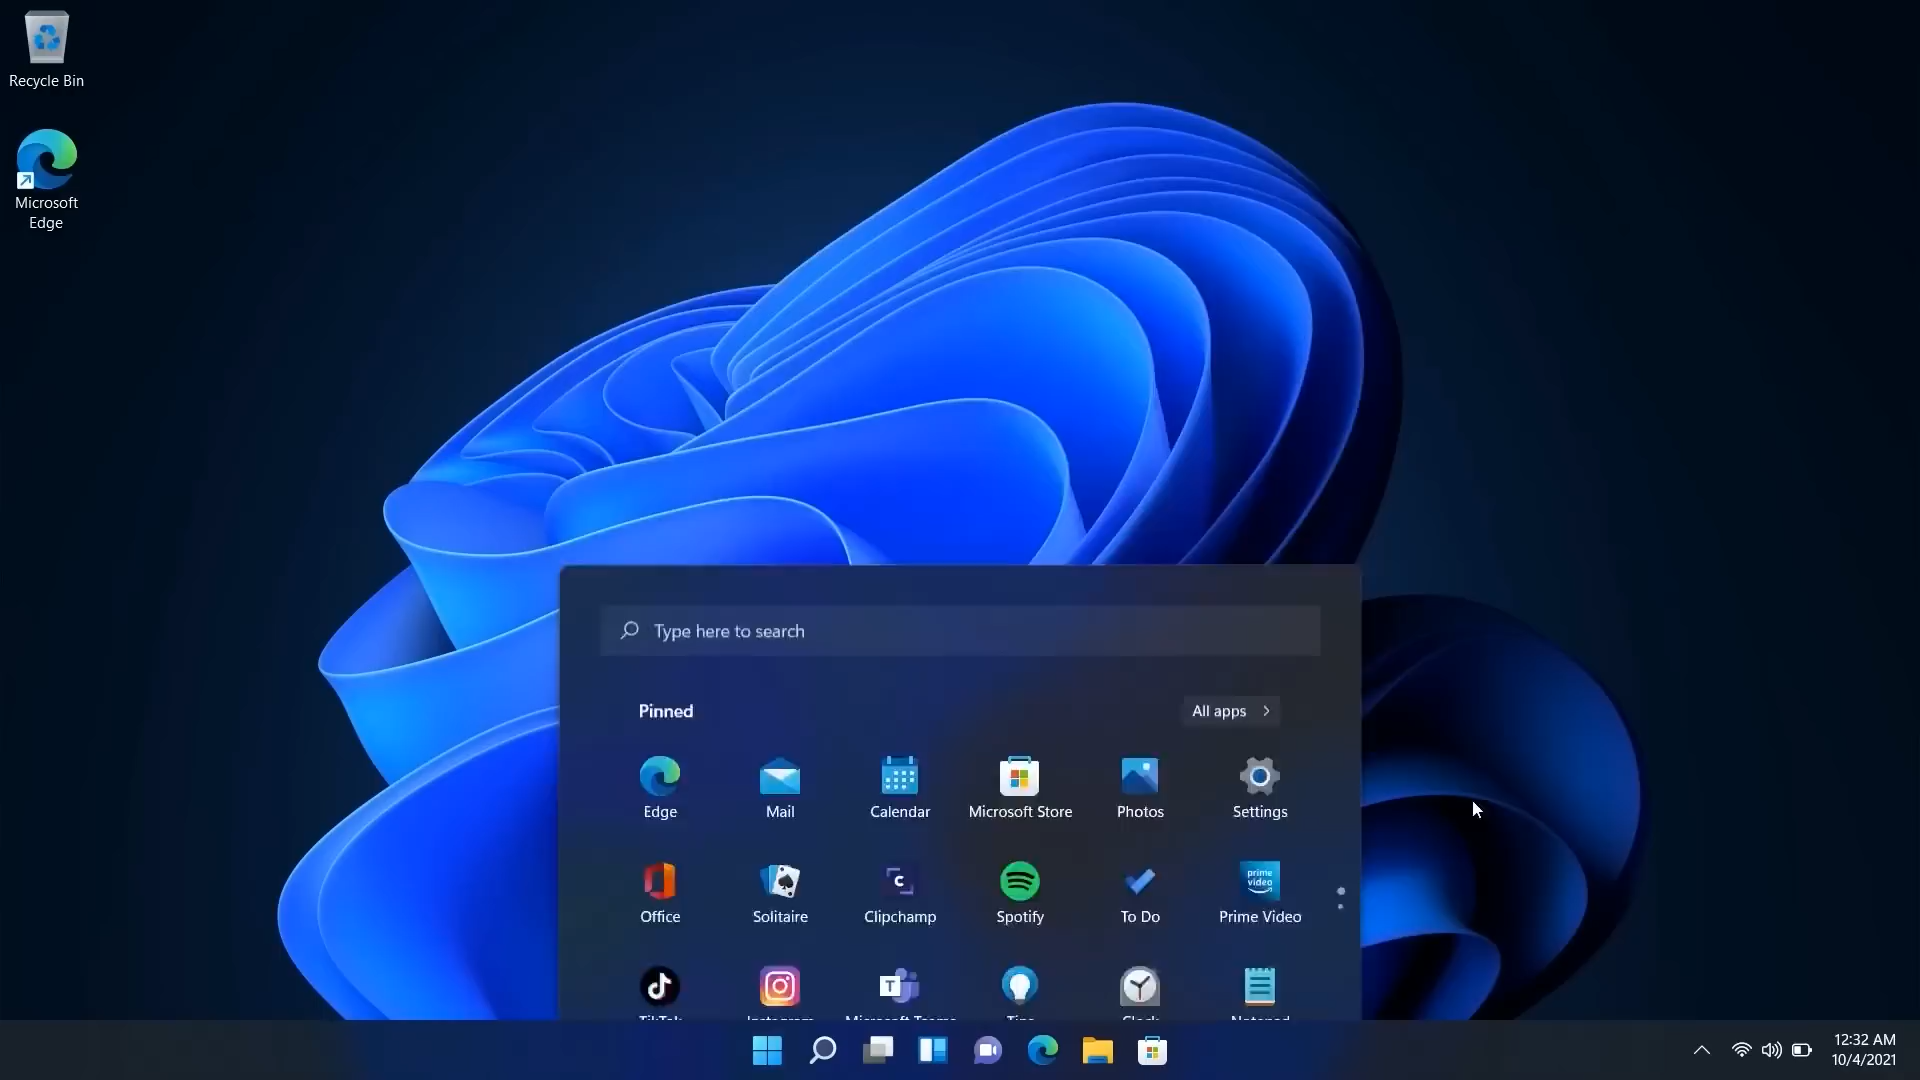 Recycle Bin
Microsoft
Edge
Type here to search
Pinned
All apps
Edge
Mail
Calendar
Microsoft Store
Photos
Settings
Office
Solitaire
Clipchamp
Spotify
To Do
prime
video
Prime Video
TikTok
Instagram
Microsoft Teams
Tips
Clock
Notepad
12:32 AM
10/4/2021